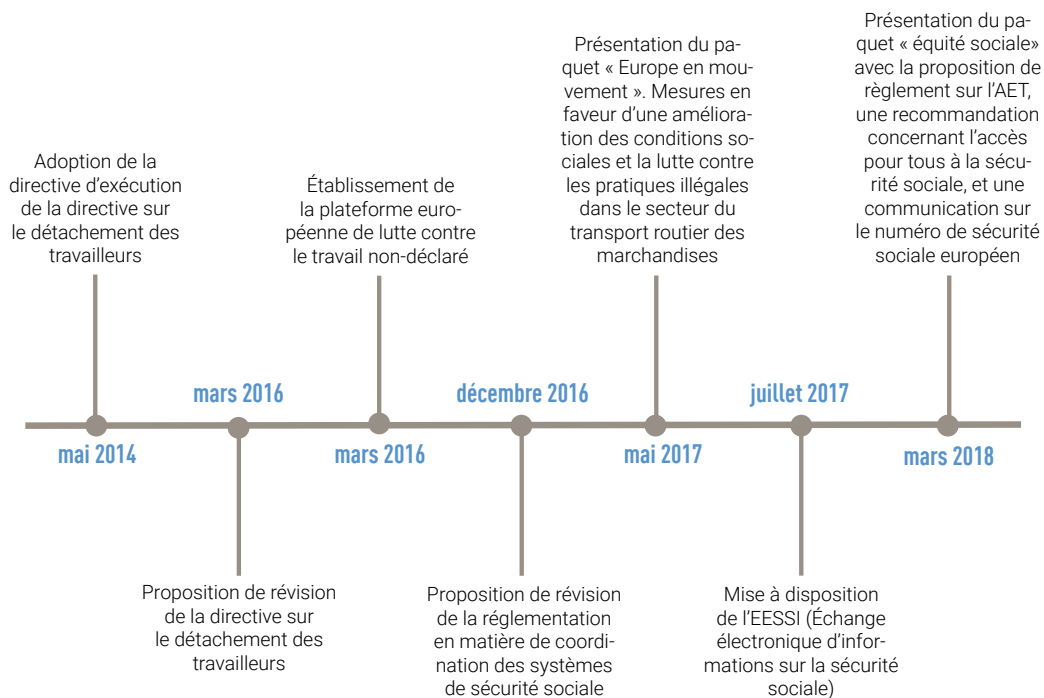 Adoption de la
directive d'exécution
de la directive sur
le détachement des
travailleurs
mai 2014
mars 2016
Proposition de révision
de la directive sur
le détachement des
travailleurs
Établissement de
la plateforme euro-
péenne de lutte contre
le travail non-déclaré
mars 2016
décembre 2016
Proposition de révision
de la réglementation
en matière de coordi-
nation des systèmes
de sécurité sociale
Présentation du pa-
quet « Europe en mou-
vement ». Mesures en
faveur d'une améliora-
tion des conditions so-
ciales et la lutte contre
les pratiques illégales
dans le secteur du
transport routier des
marchandises
mai 2017
juillet 2017
Mise à disposition
de l'EESSI (Échange
électronique d'infor-
mations sur la sécurité
sociale)
Présentation du pa-
quet « équité sociale»
avec la proposition de
règlement sur l'AET,
une recommandation
concernant l'accès
pour tous à la sécu-
rité sociale, et une
communication sur
le numéro de sécurité
sociale européen
mars 2018